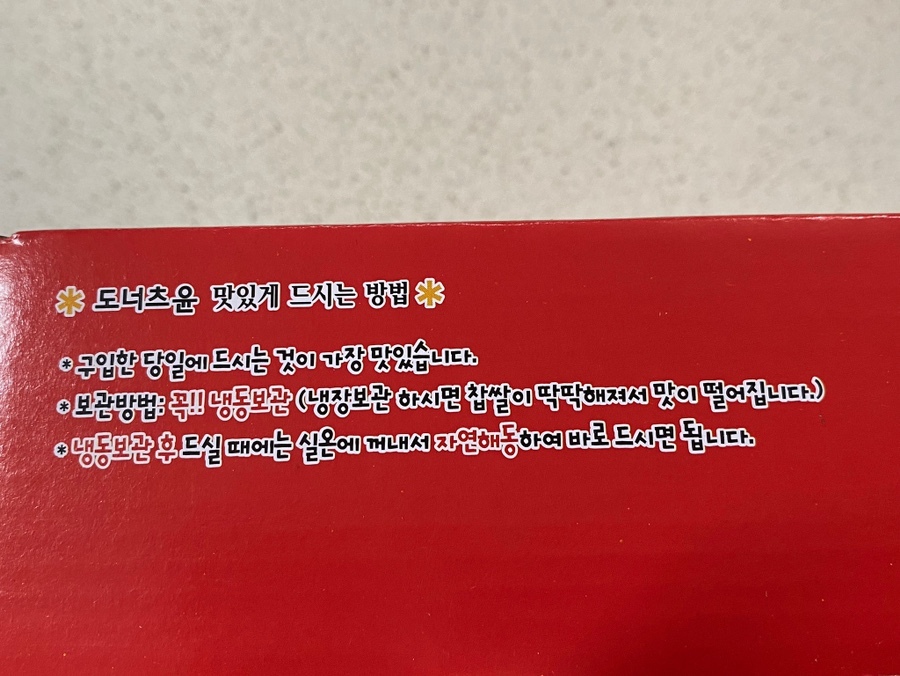 * 도너츠윤 맛있게 드시는 방법 *
* 구입한 당일에 드시는 것이 가장 맛있습니다.
* 보관방법: 꼭!! 냉동보관 (냉장보관 하시면 찹쌀이 딱딱해져서 맛이 떨어집니다.)
* 냉동보관 후 드실 때에는 실온에 꺼내서 자연해동하여 바로 드시면 됩니다.